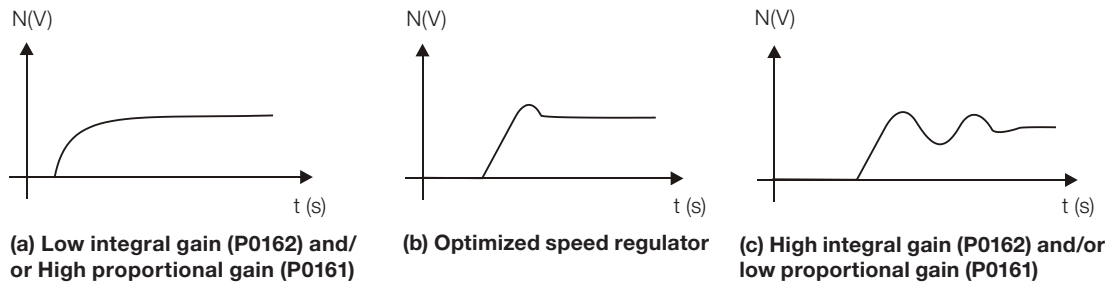 N(V)
t (s)
(a) Low integral gain (P0162) and/
or High proportional gain (P0161)
N(V)
t (s)
(b) Optimized speed regulator
N(V)
t (s)
(c) High integral gain (P0162) and/or
low proportional gain (P0161)